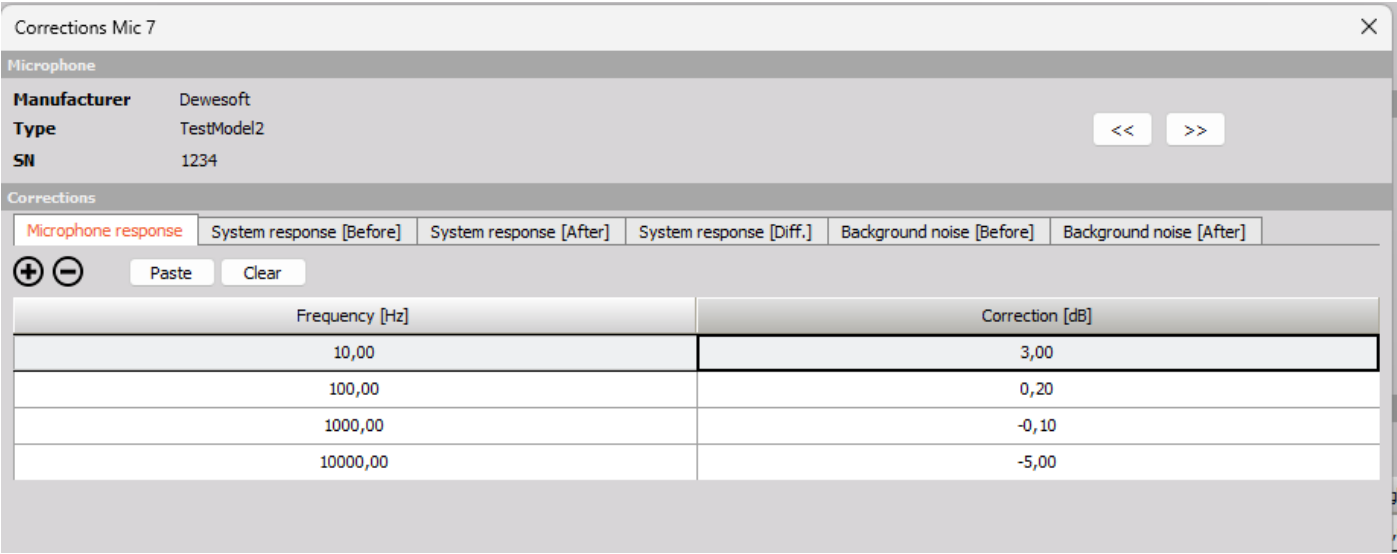 Corrections Mic 7
Microphone
Manufacturer Dewesoft
Type TestModel2
<< >>
SN 1234
Corrections
Microphone response System response [Before] System response [After] System response [Diff.] Background noise [Before] Background noise [After]
Paste Clear
Frequency [Hz] Correction [dB]
10,00 3,00
100,00 0,20
1000,00 -0,10
10000,00 -5,00